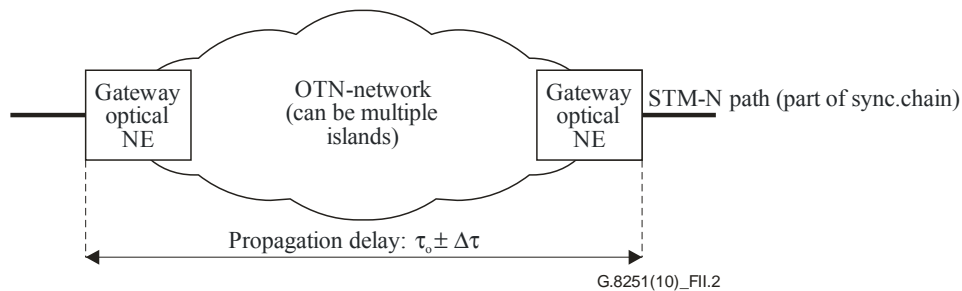 Gateway
optical
NE
OTN-network
(can be multiple
islands)
Gateway
optical
NE
STM-N path (part of sync.chain)
Propagation delay: τo ± Δτ
G.8251(10)_FII.2